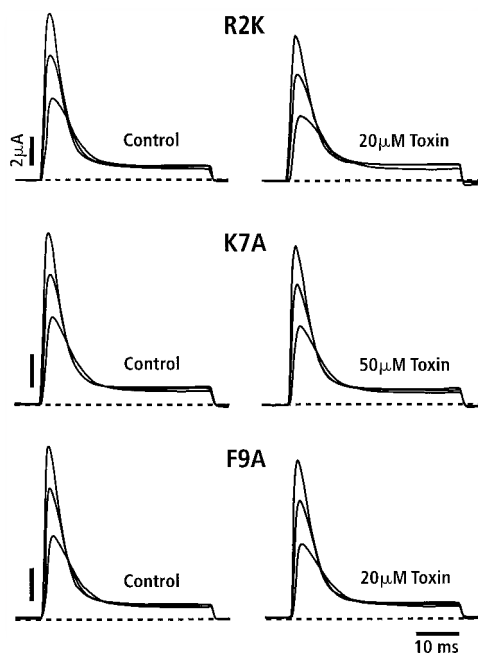 R2K
2µA
Control
20µM Toxin
K7A
Control
50µM Toxin
F9A
Control
20µM Toxin
10 ms